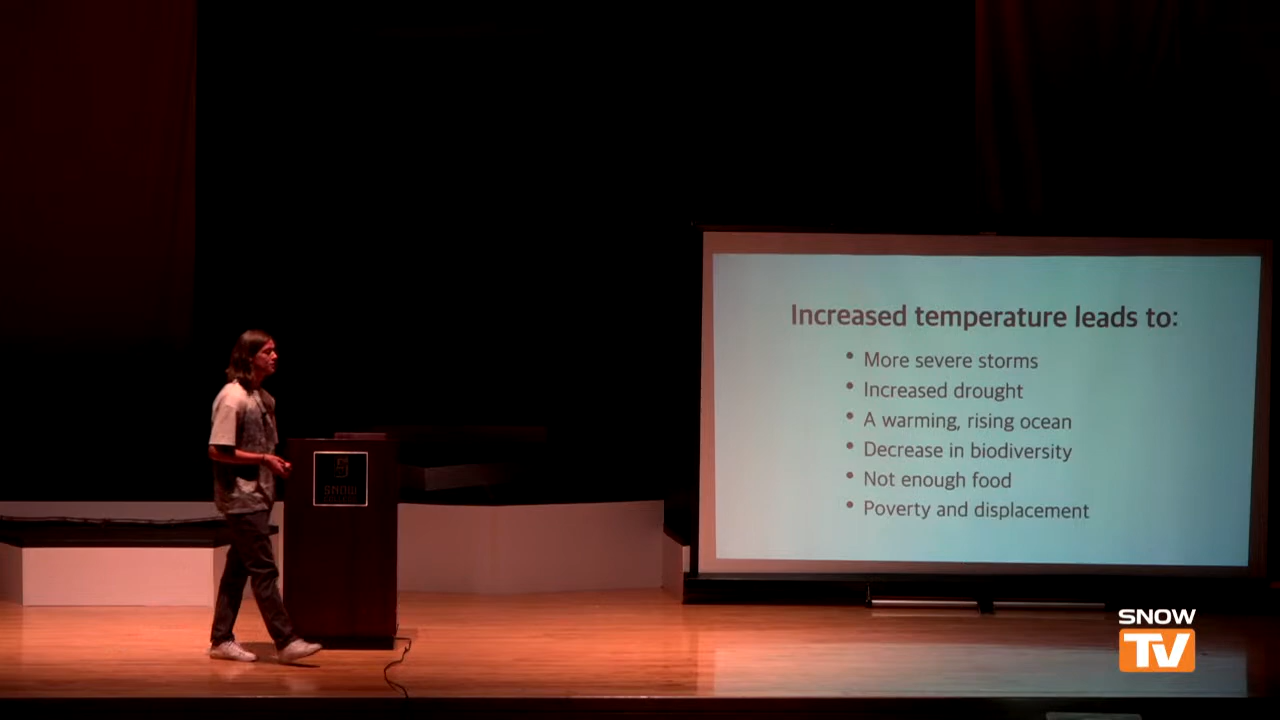 Increased temperature leads to:
• More severe storms
• Increased drought
• A warming, rising ocean
• Decrease in biodiversity
• Not enough food
• Poverty and displacement
SNOW
SNOW
TV